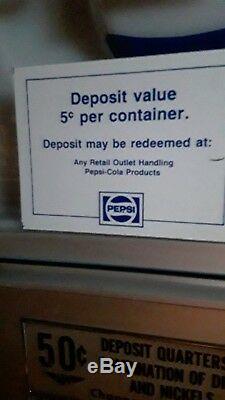 Deposit value
5¢ per container.
Deposit may be redeemed at:
Any Retail Outlet Handling
Pepsi-Cola Products
PEPSI
50¢
DEPOSIT QUARTERS
AND NICKELS
eBay